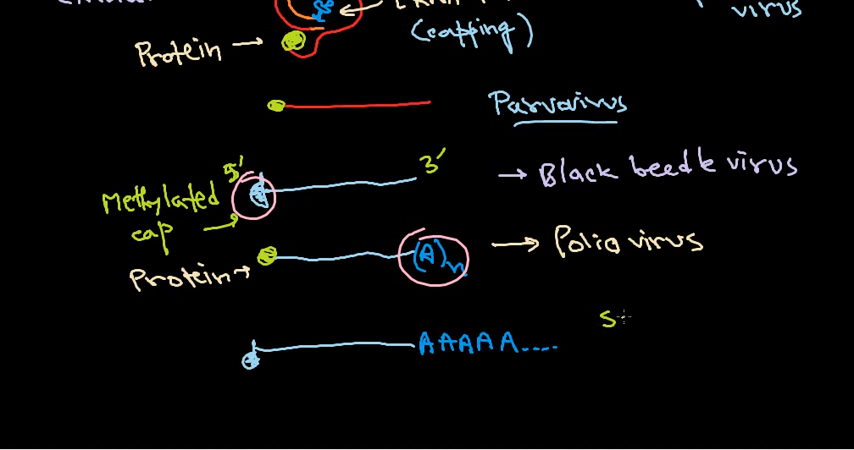 virus
(capping)
Protein →
Parvovirus
5' 3'
Methylated
cap →
→ Black beedle virus
Protein → (A)n → Polio virus
AAAAA....
S